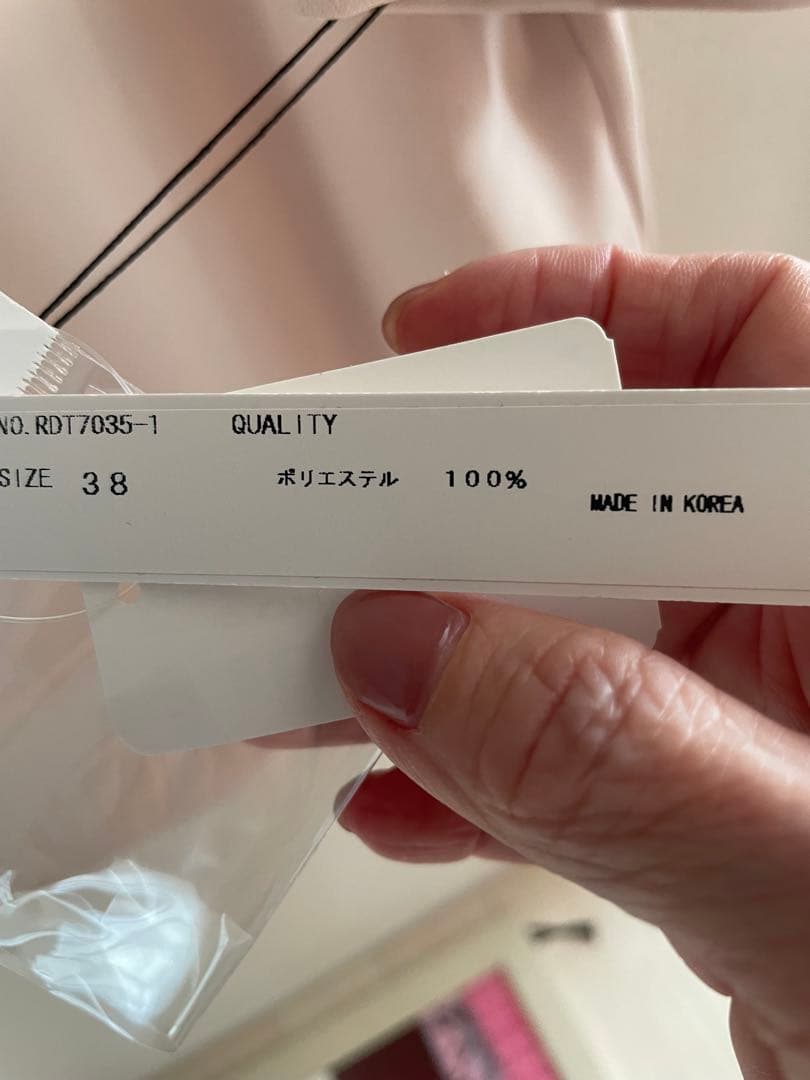 NO.RDT7035-1 QUALITY
SIZE 38 ポリエステル 100%
MADE IN KOREA